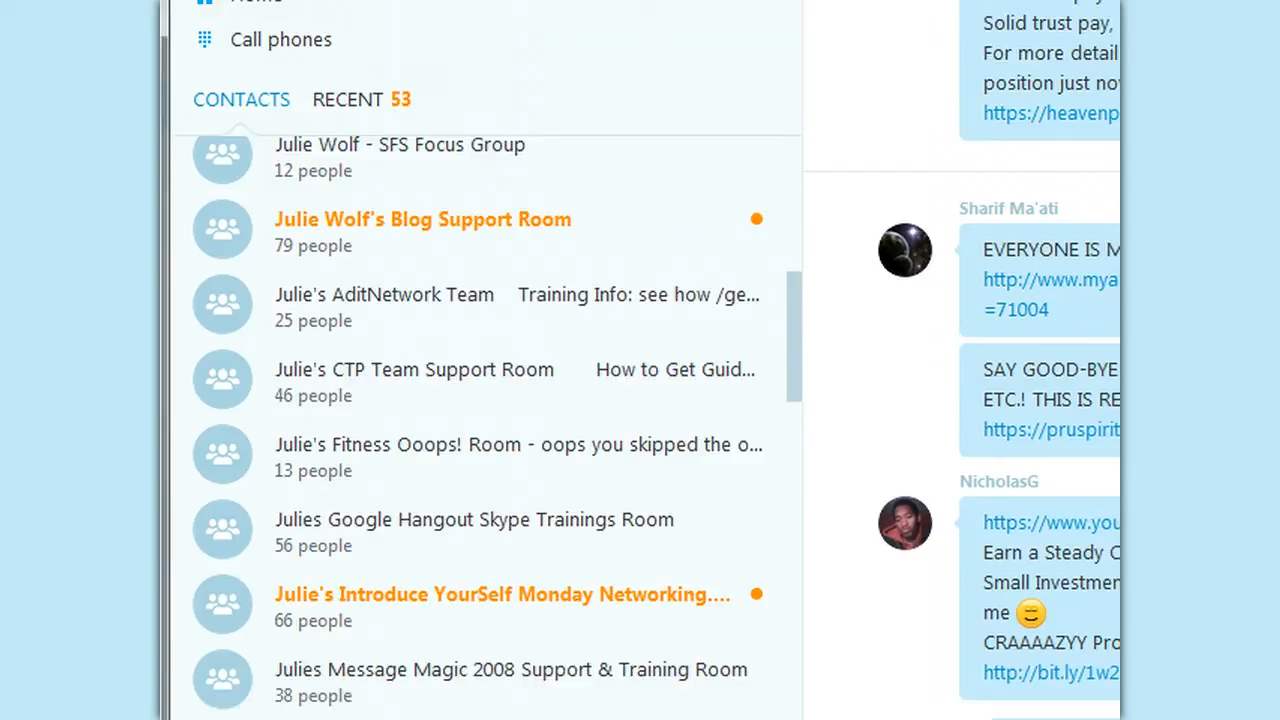 Home
Call phones
CONTACTS RECENT 53
Julie Wolf - SFS Focus Group
12 people
Julie Wolf's Blog Support Room
79 people
Julie's AditNetwork Team Training Info: see how /ge...
25 people
Julie's CTP Team Support Room How to Get Guid...
46 people
Julie's Fitness Ooops! Room - oops you skipped the o...
13 people
Julies Google Hangout Skype Trainings Room
56 people
Julie's Introduce YourSelf Monday Networking....
66 people
Julies Message Magic 2008 Support & Training Room
38 people
Solid trust pay,
For more detail
position just no
https://heavenp
Sharif Ma'ati
EVERYONE IS M
http://www.mya
=71004
SAY GOOD-BYE
ETC.! THIS IS RE
https://pruspirit
NicholasG
https://www.you
Earn a Steady C
Small Investmen
me
CRAAAAZYY Pro
http://bit.ly/1w2